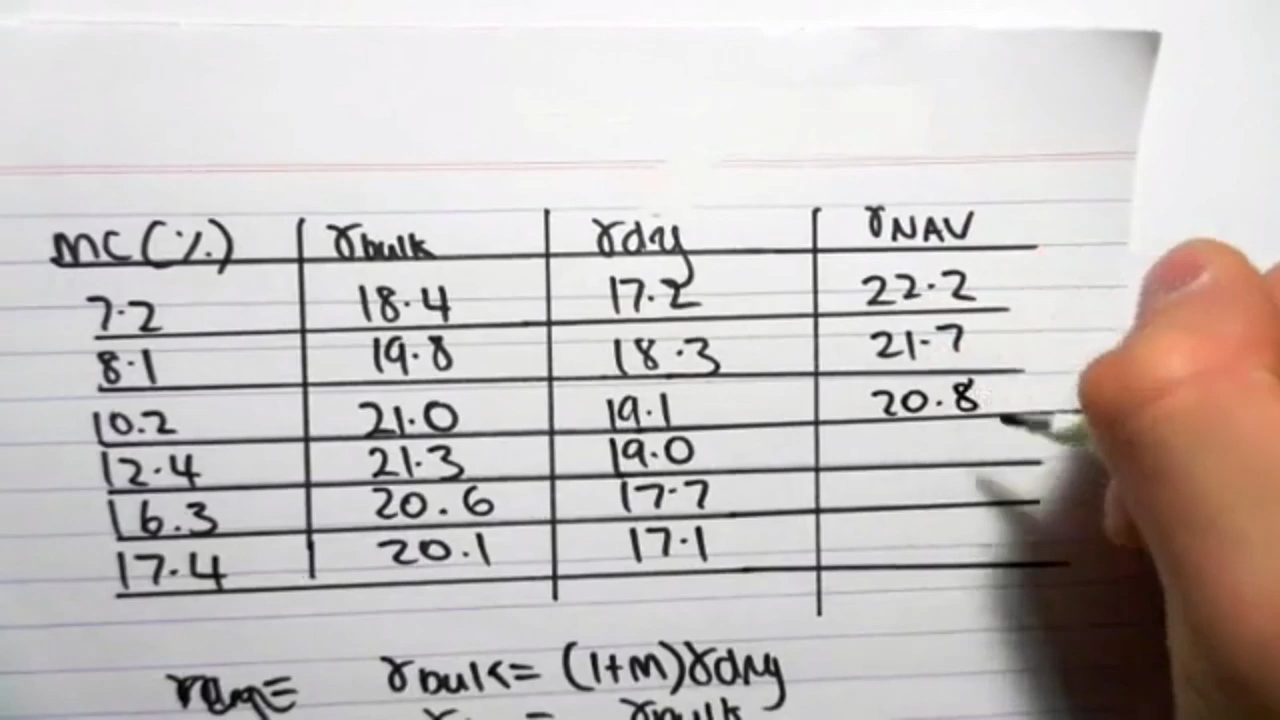 MC (%) γbulk γdry γNAV
7.2 18.4 17.2 22.2
8.1 19.8 18.3 21.7
10.2 21.0 19.1 20.8
12.4 21.3 19.0
16.3 20.6 17.7
17.4 20.1 17.1
γbulk = (1+m)γdry
= γbulk